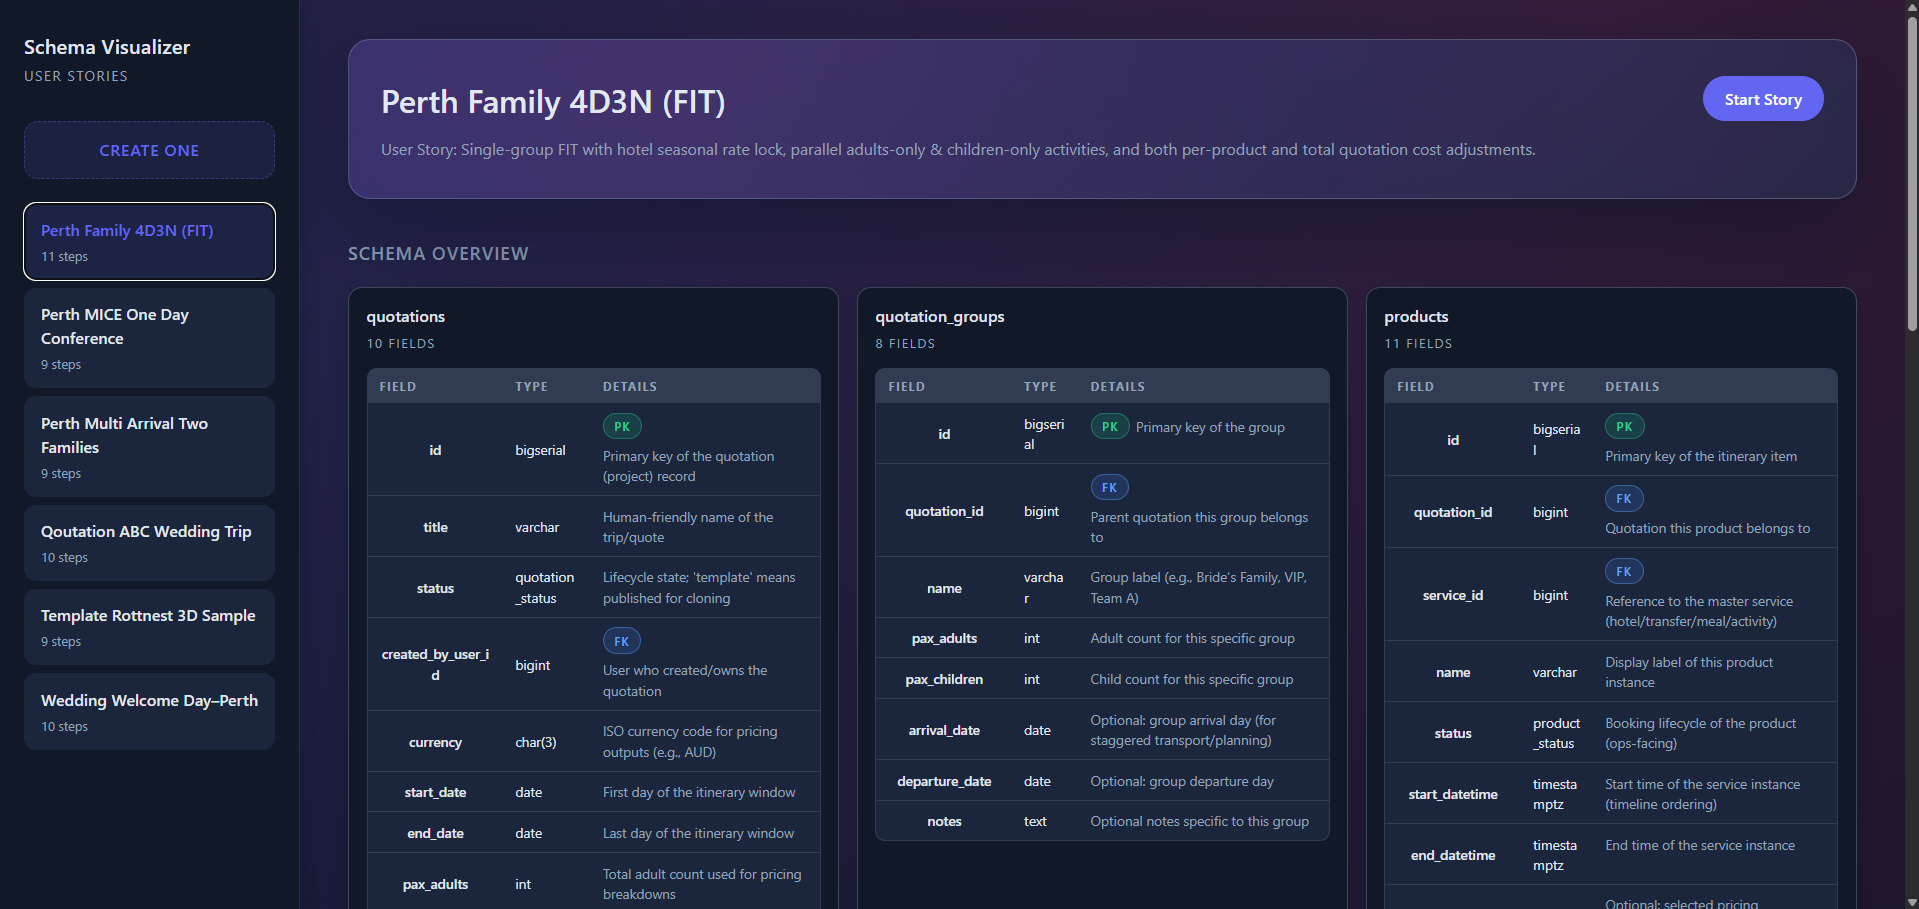 Schema Visualizer
USER STORIES
CREATE ONE
Perth Family 4D3N (FIT)
11 steps
Perth MICE One Day
Conference
9 steps
Perth Multi Arrival Two
Families
9 steps
Qoutation ABC Wedding Trip
10 steps
Template Rottnest 3D Sample
9 steps
Wedding Welcome Day–Perth
10 steps
Perth Family 4D3N (FIT)
Start Story
User Story: Single-group FIT with hotel seasonal rate lock, parallel adults-only & children-only activities, and both per-product and total quotation cost adjustments.
SCHEMA OVERVIEW
quotations
10 FIELDS
FIELD TYPE DETAILS
id bigserial PK
Primary key of the quotation
(project) record
title varchar Human-friendly name of the
trip/quote
status quotation
_status Lifecycle state; 'template' means
published for cloning
created_by_user_i
d bigint FK
User who created/owns the
quotation
currency char(3) ISO currency code for pricing
outputs (e.g., AUD)
start_date date First day of the itinerary window
end_date date Last day of the itinerary window
pax_adults int Total adult count used for pricing
breakdowns
quotation_groups
8 FIELDS
FIELD TYPE DETAILS
id bigseri
al PK Primary key of the group
quotation_id bigint FK
Parent quotation this group belongs
to
name varcha
r Group label (e.g., Bride's Family, VIP,
Team A)
pax_adults int Adult count for this specific group
pax_children int Child count for this specific group
arrival_date date Optional: group arrival day (for
staggered transport/planning)
departure_date date Optional: group departure day
notes text Optional notes specific to this group
products
11 FIELDS
FIELD TYPE DETAILS
id bigseria
l PK
Primary key of the itinerary item
quotation_id bigint FK
Quotation this product belongs to
service_id bigint FK
Reference to the master service
(hotel/transfer/meal/activity)
name varchar Display label of this product
instance
status product
_status Booking lifecycle of the product
(ops-facing)
start_datetime timesta
mptz Start time of the service instance
(timeline ordering)
end_datetime timesta
mptz End time of the service instance
Optional: selected pricing